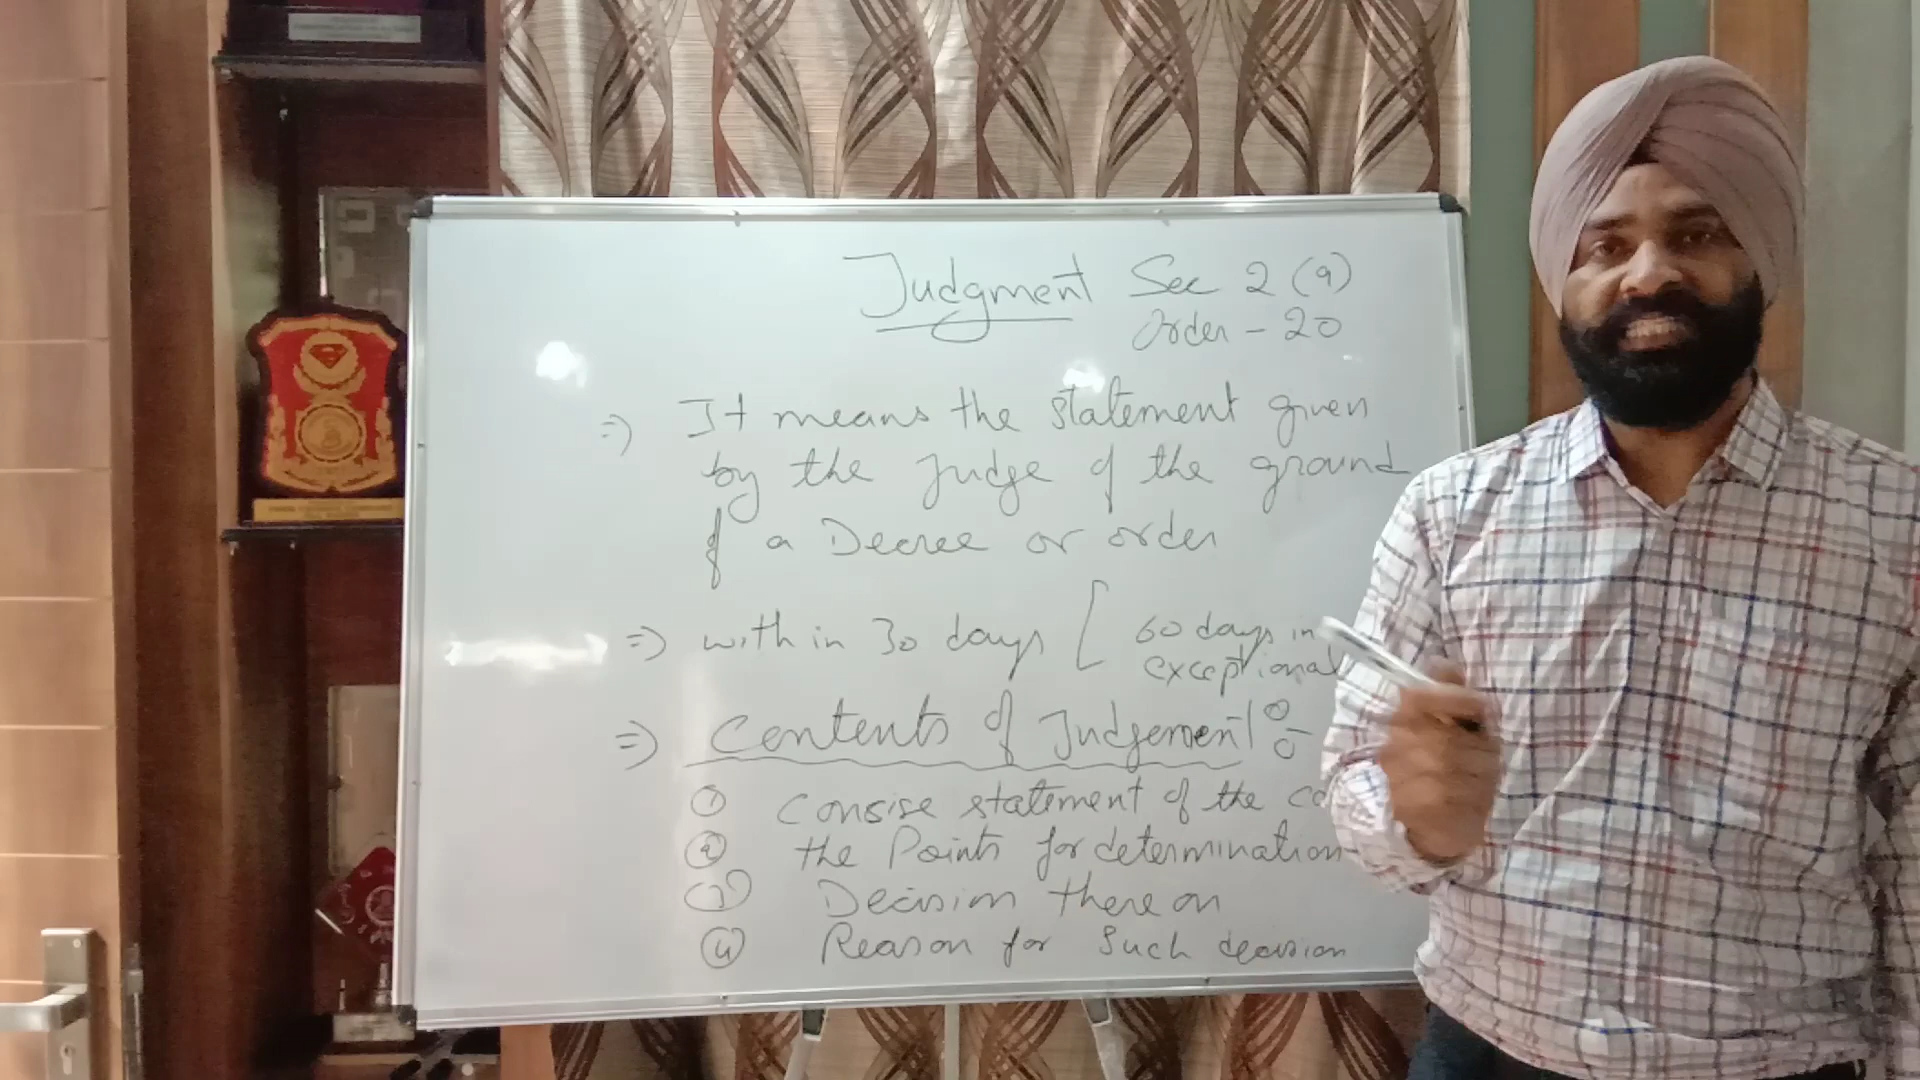 Judgment Sec 2 (9)
Order - 20
=) It means the statement given
by the Judge of the ground
of a Decree or order
=) with in 30 days [ 60 days in
exceptional
=) Contents of Judgement :-
① Consise statement of the ca
② the Points for determination
③ Decision there on
④ Reason for Such decision